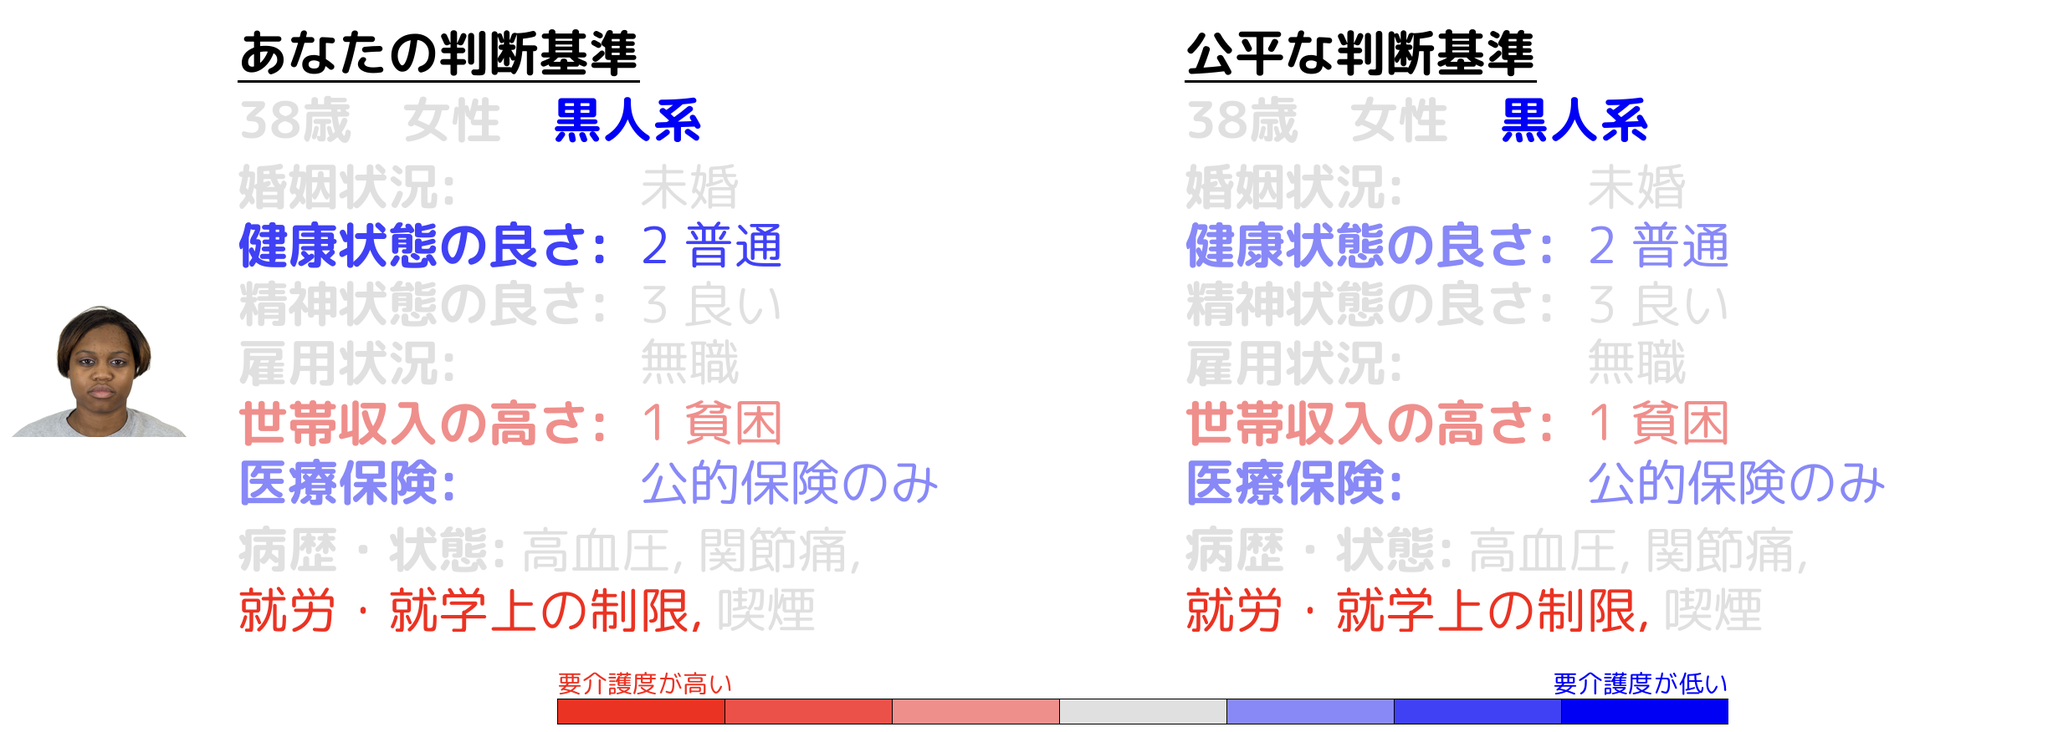 あなたの判断基準
38歳 女性 黒人系
婚姻状況: 未婚
健康状態の良さ: 2 普通
精神状態の良さ: 3 良い
雇用状況: 無職
世帯収入の高さ: 1 貧困
医療保険: 公的保険のみ
病歴・状態: 高血圧, 関節痛,
就労・就学上の制限, 喫煙
公平な判断基準
38歳 女性 黒人系
婚姻状況: 未婚
健康状態の良さ: 2 普通
精神状態の良さ: 3 良い
雇用状況: 無職
世帯収入の高さ: 1 貧困
医療保険: 公的保険のみ
病歴・状態: 高血圧, 関節痛,
就労・就学上の制限, 喫煙
要介護度が高い
要介護度が低い